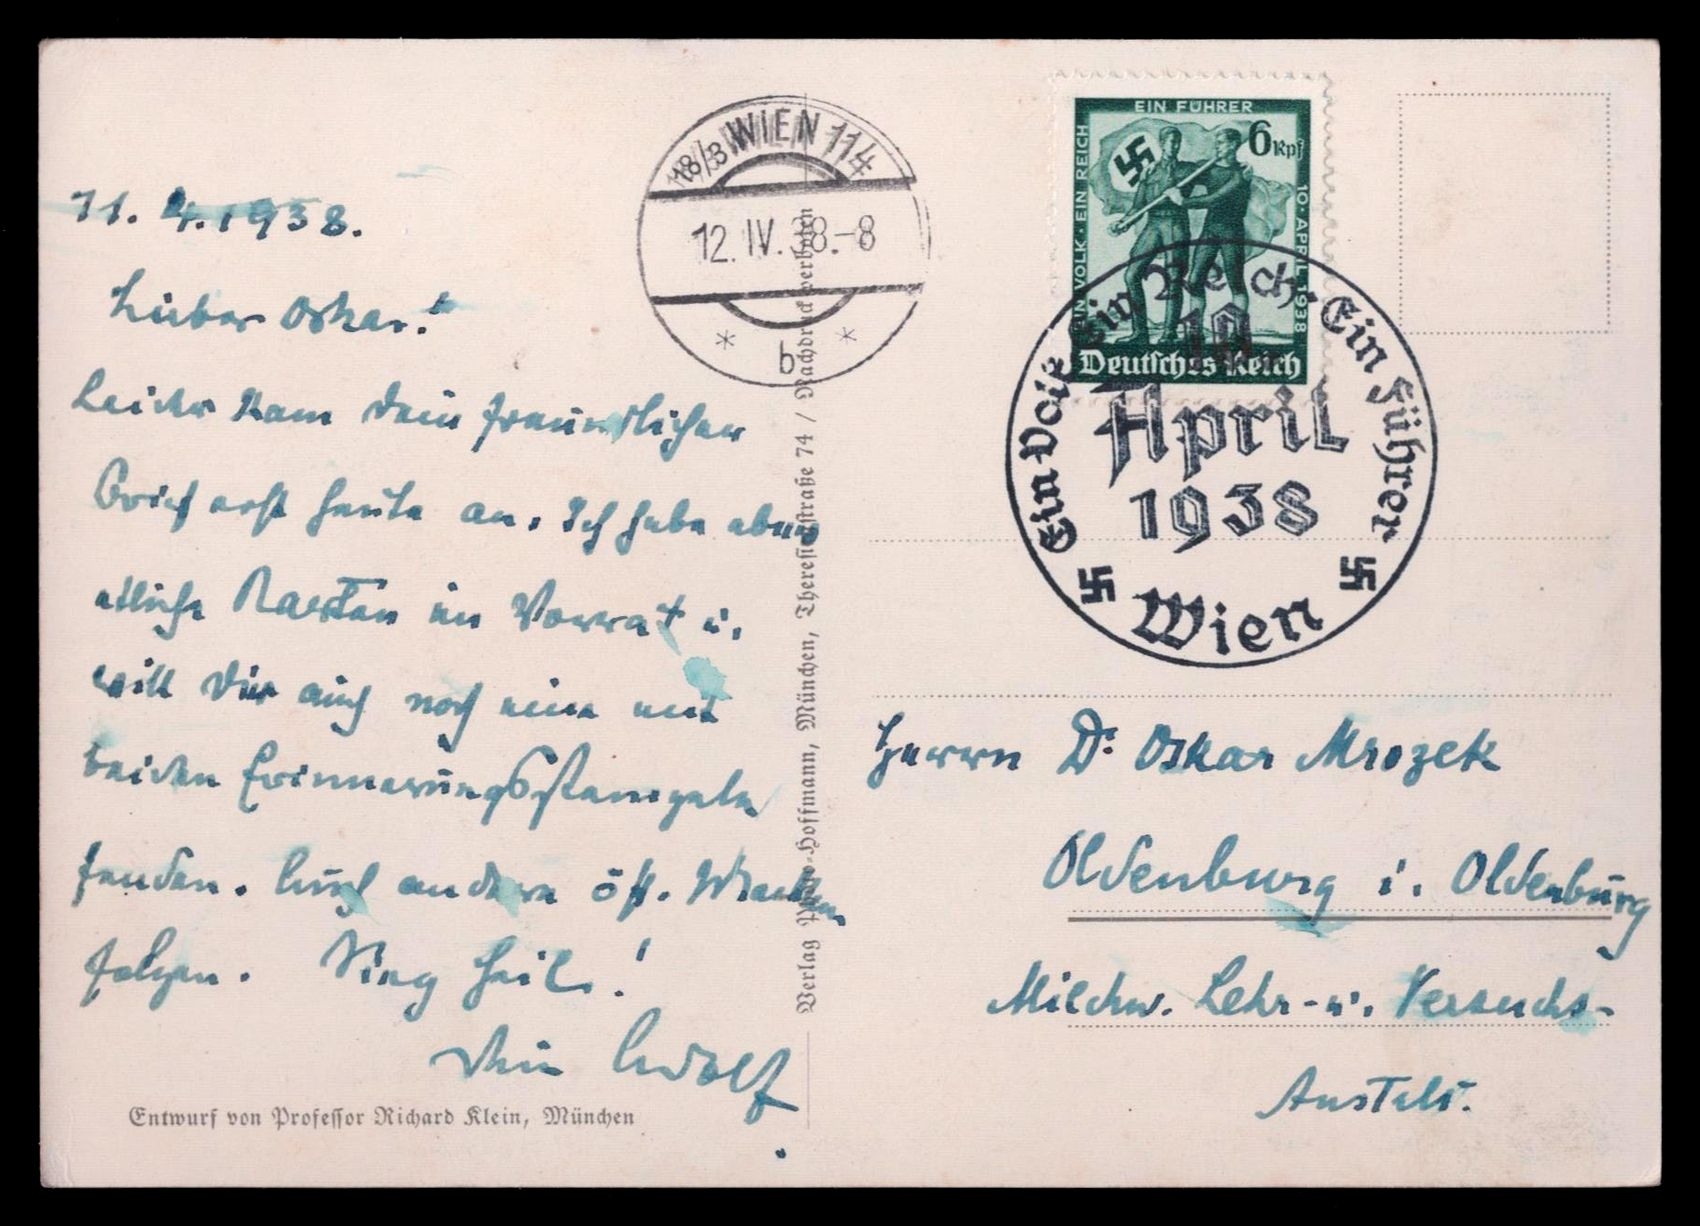 11. 4. 1938.
Lieber Oskar!
Leider kam Dein freundlicher
Brief erst heute an. Ich habe aber
etliche Karten im Vorrat u.
will Dir auch noch eine mit
beiden Erinnerungsstempeln
senden. Auch andere öst. Marken
folgen. Sieg Heil!
Dein Adolf
Entwurf von Professor Richard Klein, München
Verlag Photo-Hoffmann, München, Theresienstraße 74 / Nachdruck verboten
118/3 WIEN 114
12. IV. 38.-8
* b *
EIN VOLK · EIN REICH
EIN FÜHRER
6 Rpf
10. APRIL 1938
Deutsches Reich
Ein Volk Ein Reich · Ein Führer
10.
April
1938
Wien
Herrn Dr. Oskar Mrozek
Oldenburg i. Oldenburg
Milchw. Lehr- u. Versuchs-
Anstalt.